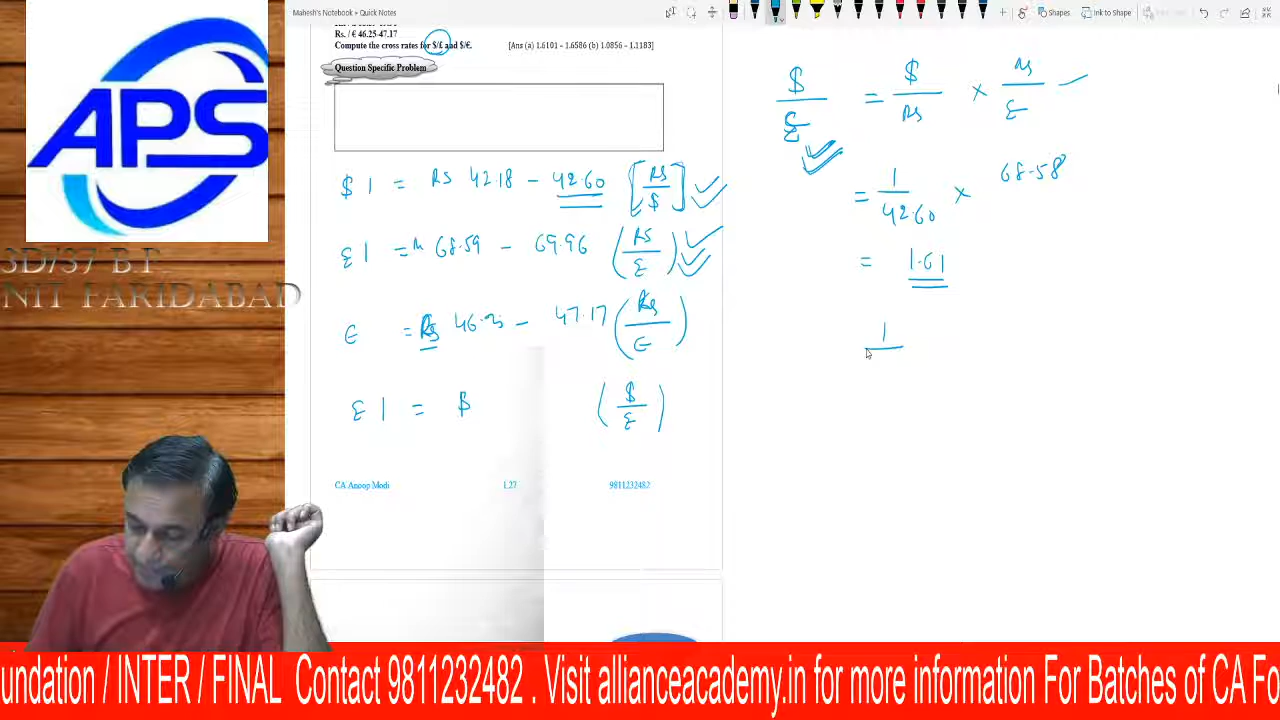 Mahesh's Notebook » Quick Notes
Shapes
Ink to Shape
Rs. / € 46.25-47.17
Compute the cross rates for $/£ and $/€. [Ans (a) 1.6101 – 1.6586 (b) 1.0856 – 1.1183]
Question Specific Problem
APS
3D/37 B.P.
NIT FARIDABAD
$ 1 = Rs 42.18 – 42.60 [Rs/$]
£ 1 = 68.59 – 69.96 (Rs/£)
€ = Rs 46.25 – 47.17 (Rs/€)
£ 1 = $ ($/£)
CA Anoop Modi 1.27 9811232482
$/£ = $/Rs × Rs/£
= 1/42.60 × 68.58
= 1.61
1
undation / INTER / FINAL Contact 9811232482 . Visit allianceacademy.in for more information For Batches of CA Fo